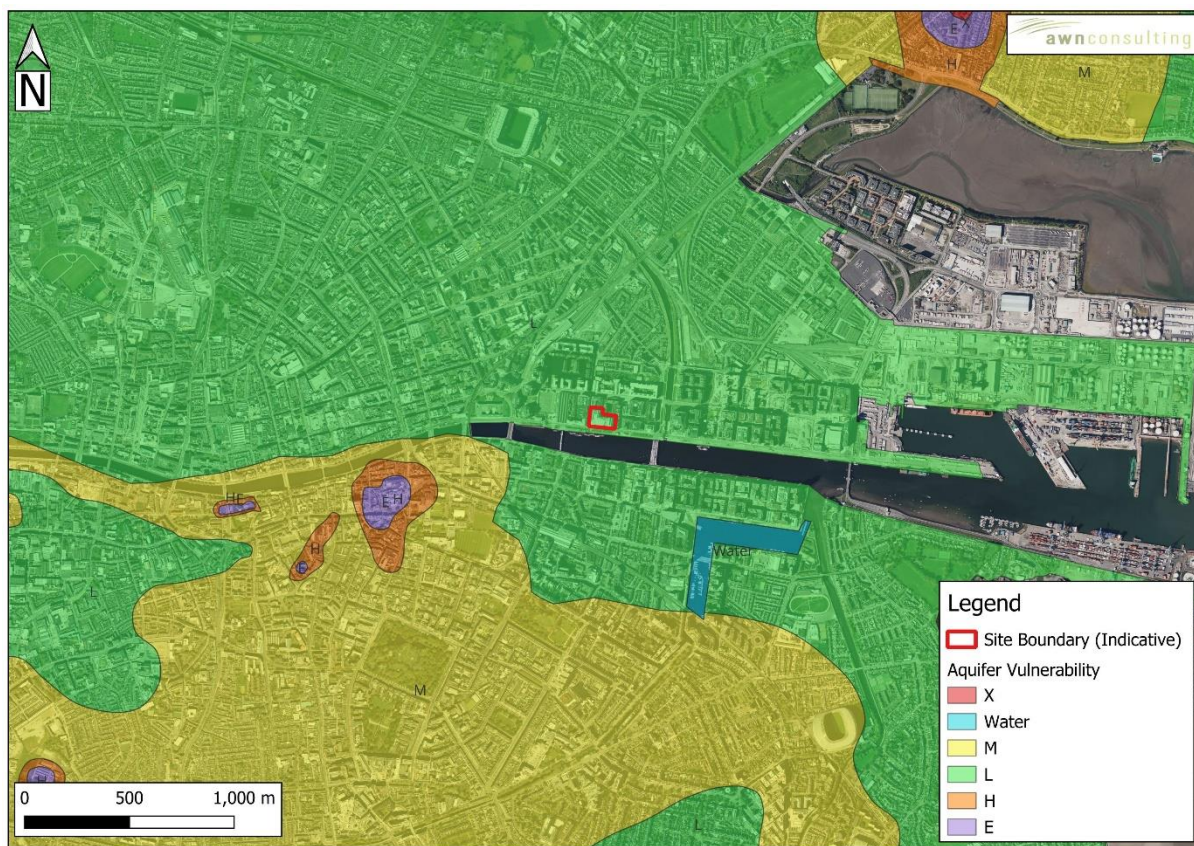 N
awnconsulting
E
H
M
L
HE
E H
H
E
L
Water
M
E
L
0 500 1,000 m
Legend
Site Boundary (Indicative)
Aquifer Vulnerability
X
Water
M
L
H
E